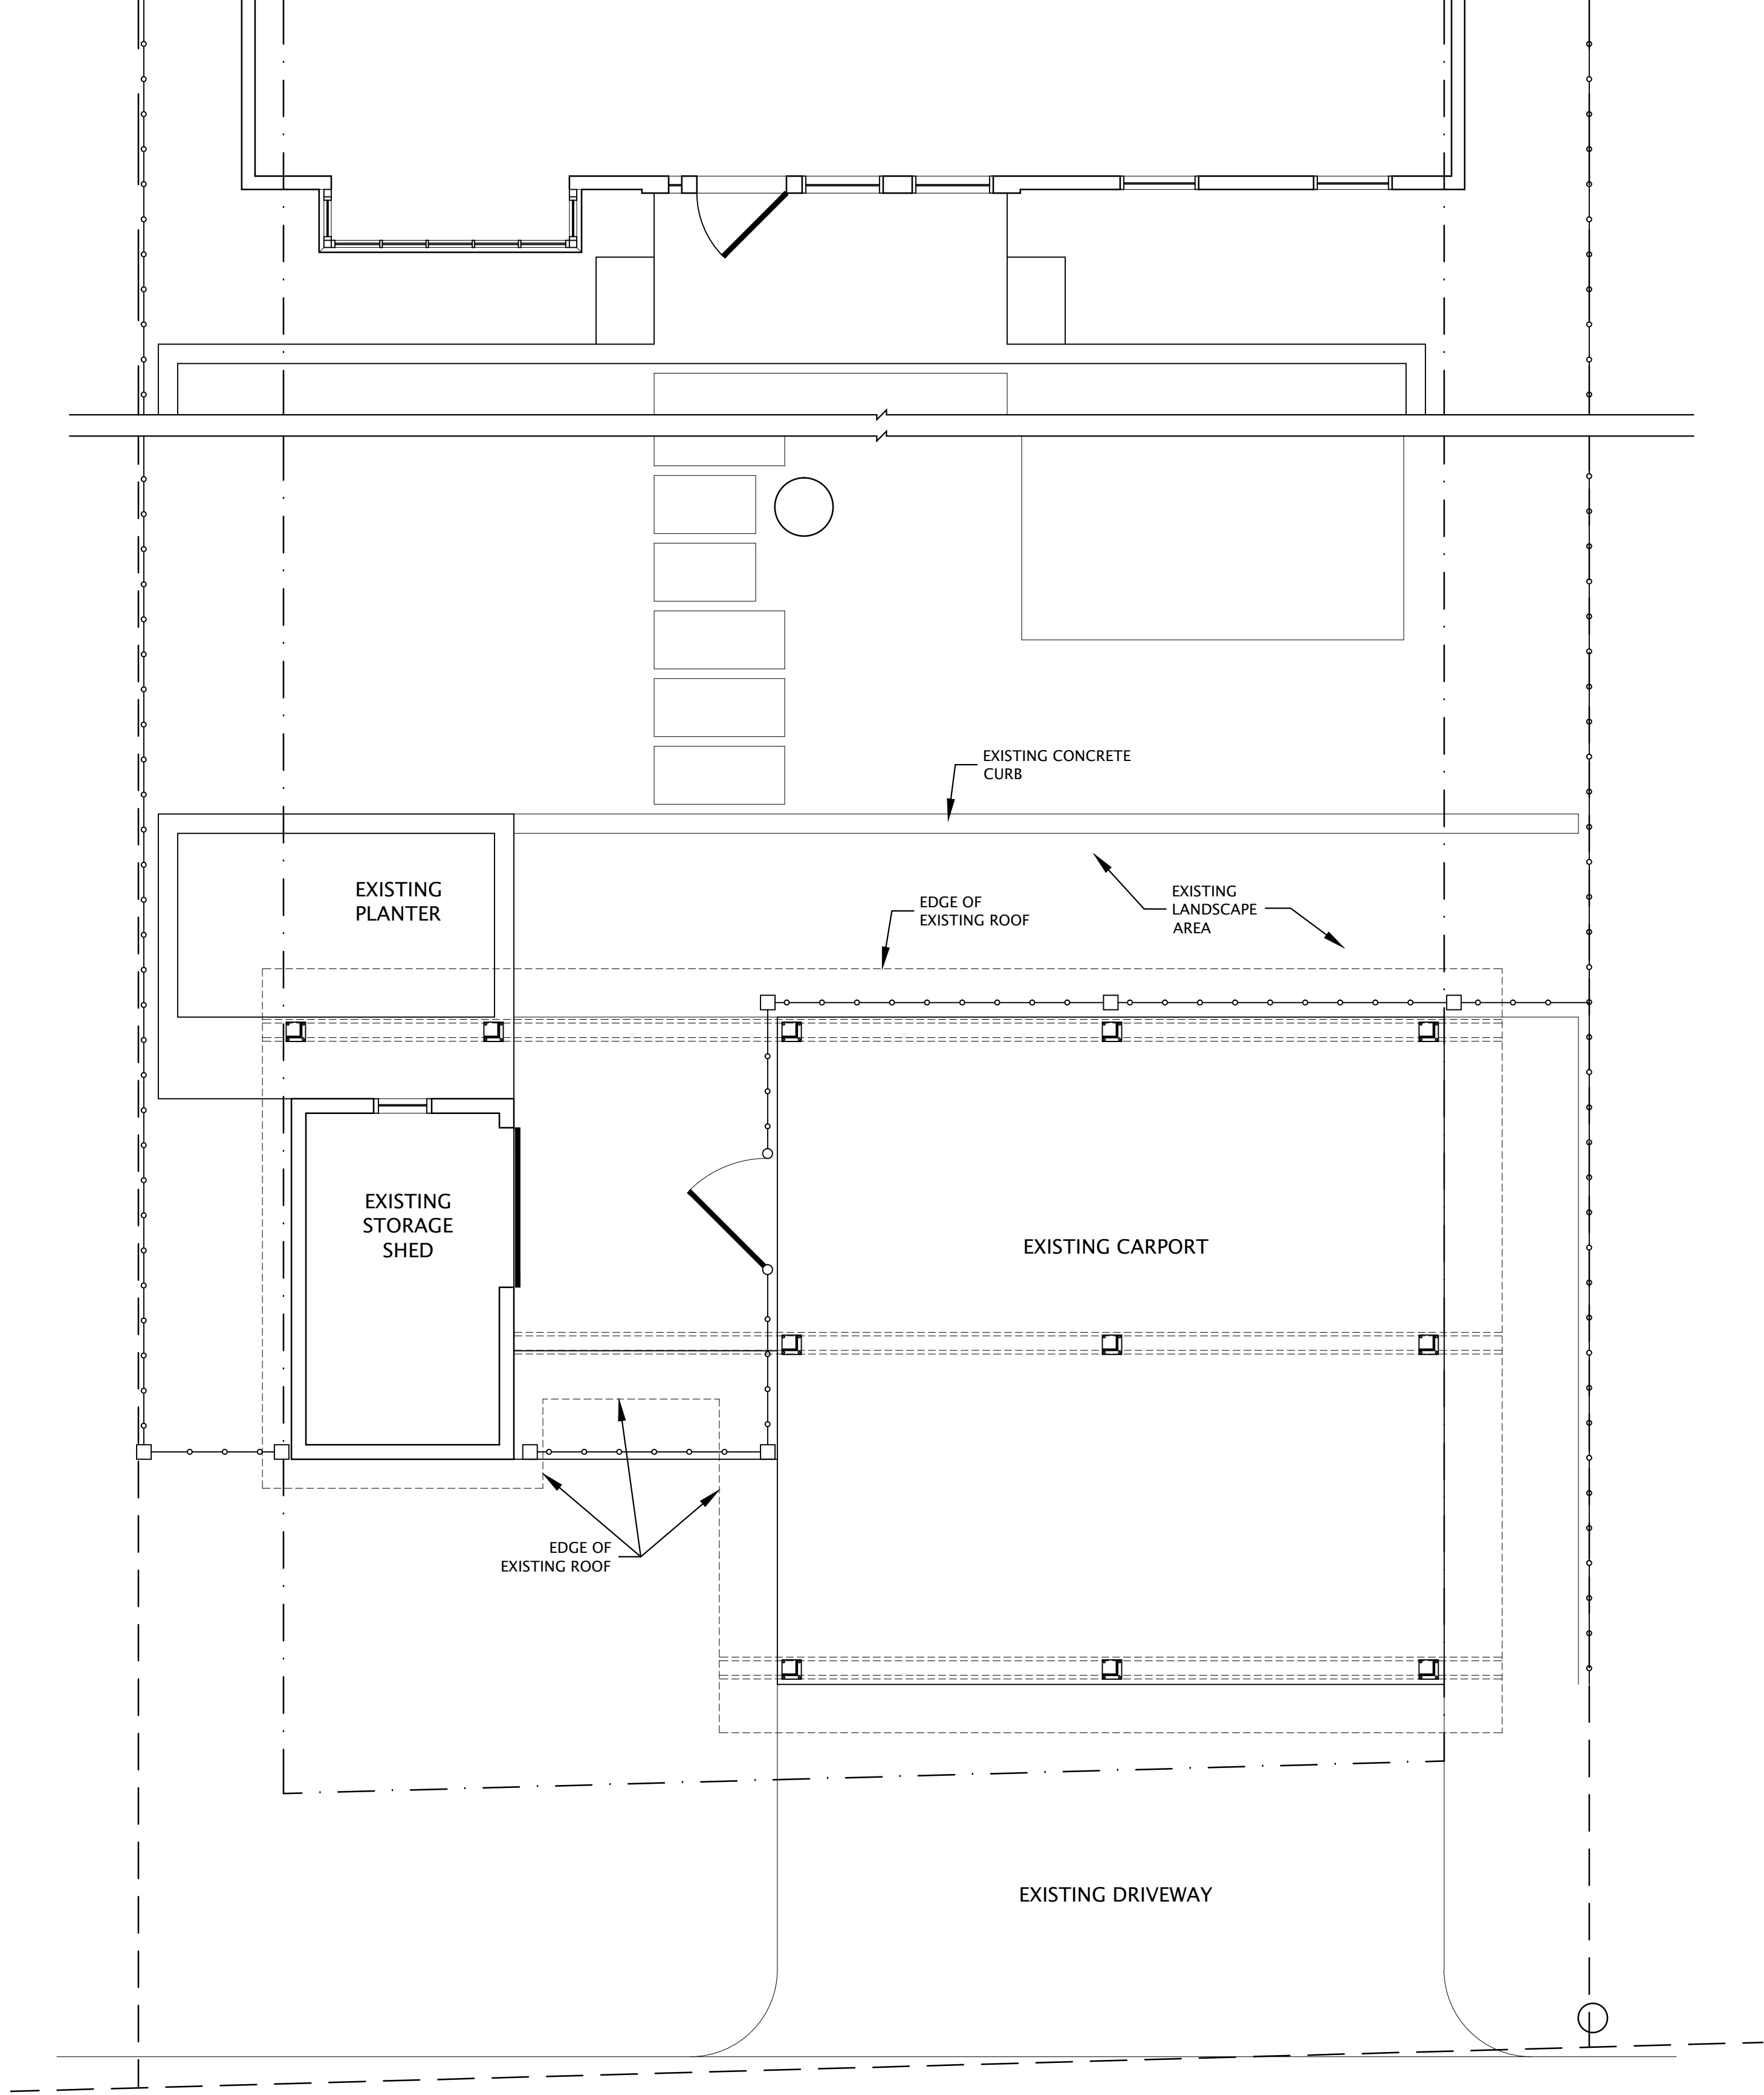 EXISTING CONCRETE
CURB
EXISTING
PLANTER
EXISTING
LANDSCAPE
AREA
EDGE OF
EXISTING ROOF
EXISTING
STORAGE
SHED
EXISTING CARPORT
EDGE OF
EXISTING ROOF
EXISTING DRIVEWAY